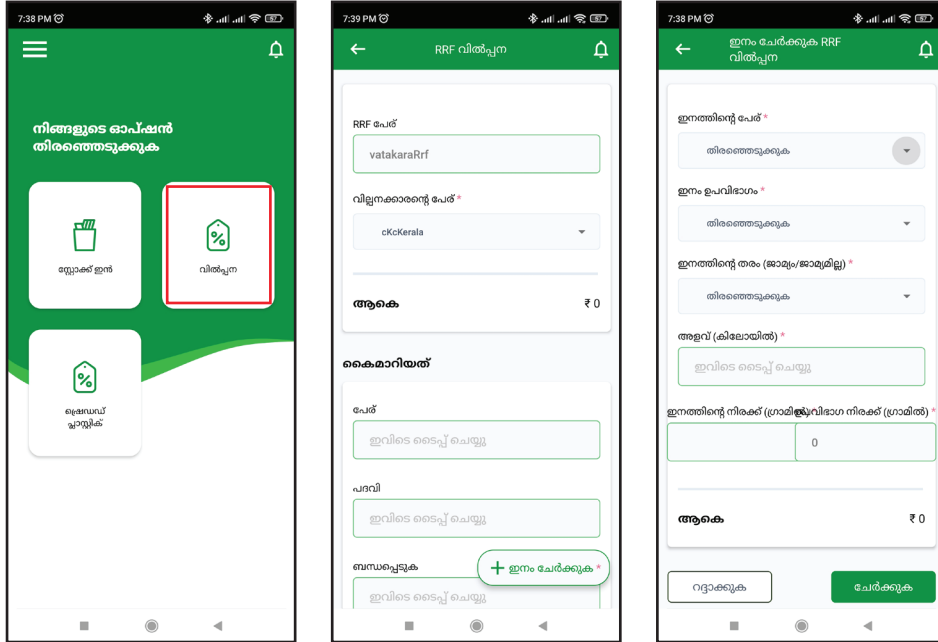 7:38 PM
57
നിങ്ങളുടെ ഓപ്ഷൻ
തിരഞ്ഞെടുക്കുക
സ്റ്റോക്ക് ഇൻ
വിൽപ്പന
ഷ്രെഡഡ്
പ്ലാസ്റ്റിക്
7:39 PM
57
RRF വിൽപ്പന
RRF പേര്
vatakaraRrf
വില്പനക്കാരന്റെ പേര് *
cKcKerala
ആകെ
₹ 0
കൈമാറിയത്
പേര്
ഇവിടെ ടൈപ്പ് ചെയ്യു
പദവി
ഇവിടെ ടൈപ്പ് ചെയ്യു
ബന്ധപ്പെടുക
+ ഇനം ചേർക്കുക *
ഇവിടെ ടൈപ്പ് ചെയ്യു
7:38 PM
57
ഇനം ചേർക്കുക RRF
വിൽപ്പന
ഇനത്തിന്റെ പേര് *
തിരഞ്ഞെടുക്കുക
ഇനം ഉപവിഭാഗം *
തിരഞ്ഞെടുക്കുക
ഇനത്തിന്റെ തരം (ജാമ്യം/ജാമ്യമില്ല) *
തിരഞ്ഞെടുക്കുക
അളവ് (കിലോയിൽ) *
ഇവിടെ ടൈപ്പ് ചെയ്യു
ഇനത്തിന്റെ നിരക്ക് നിരക്ക് (ഗ്രാമിൽ) *
0
ആകെ
₹ 0
റദ്ദാക്കുക
ചേർക്കുക